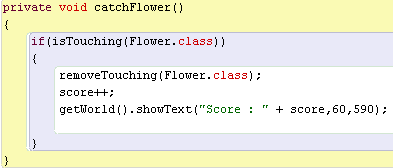 private void catchFlower()
{
if(isTouching(Flower.class))
{
removeTouching(Flower.class);
score++;
getWorld().showText("Score : " + score,60,590);
}
}